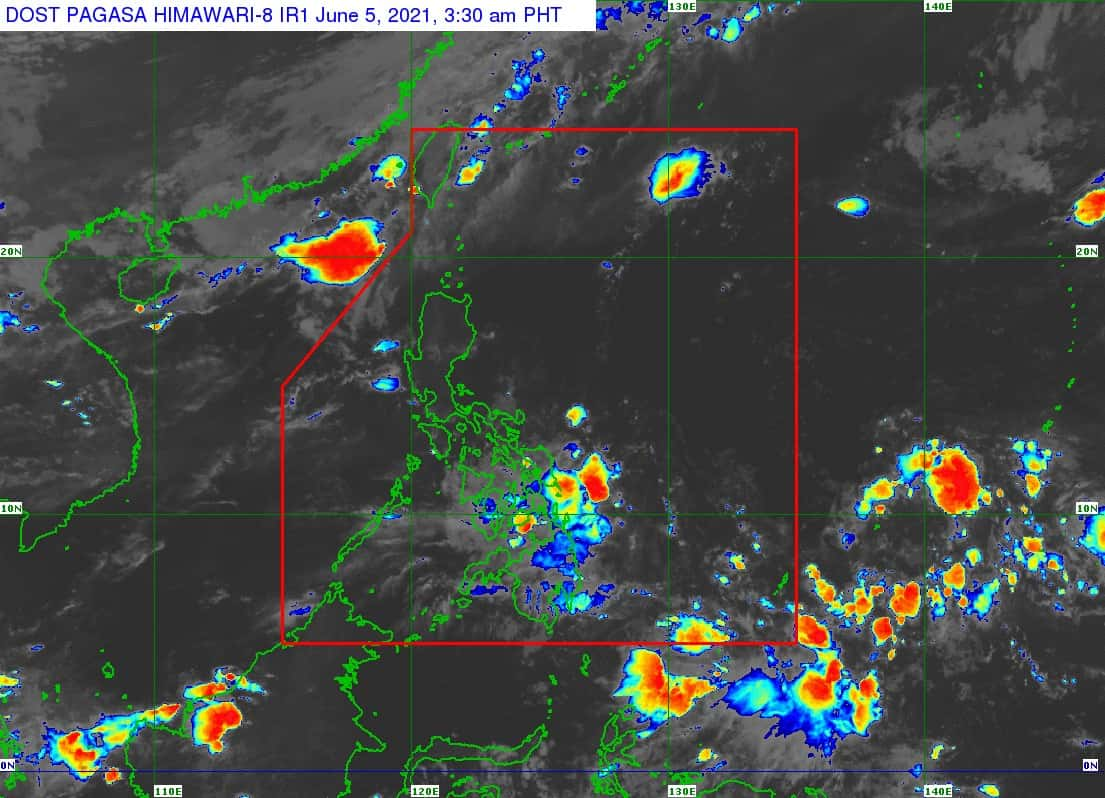 DOST PAGASA HIMAWARI-8 IR1 June 5, 2021, 3:30 am PHT
130E 140E
20N 20N
10N 10N
0N 0N
110E 120E 130E 140E